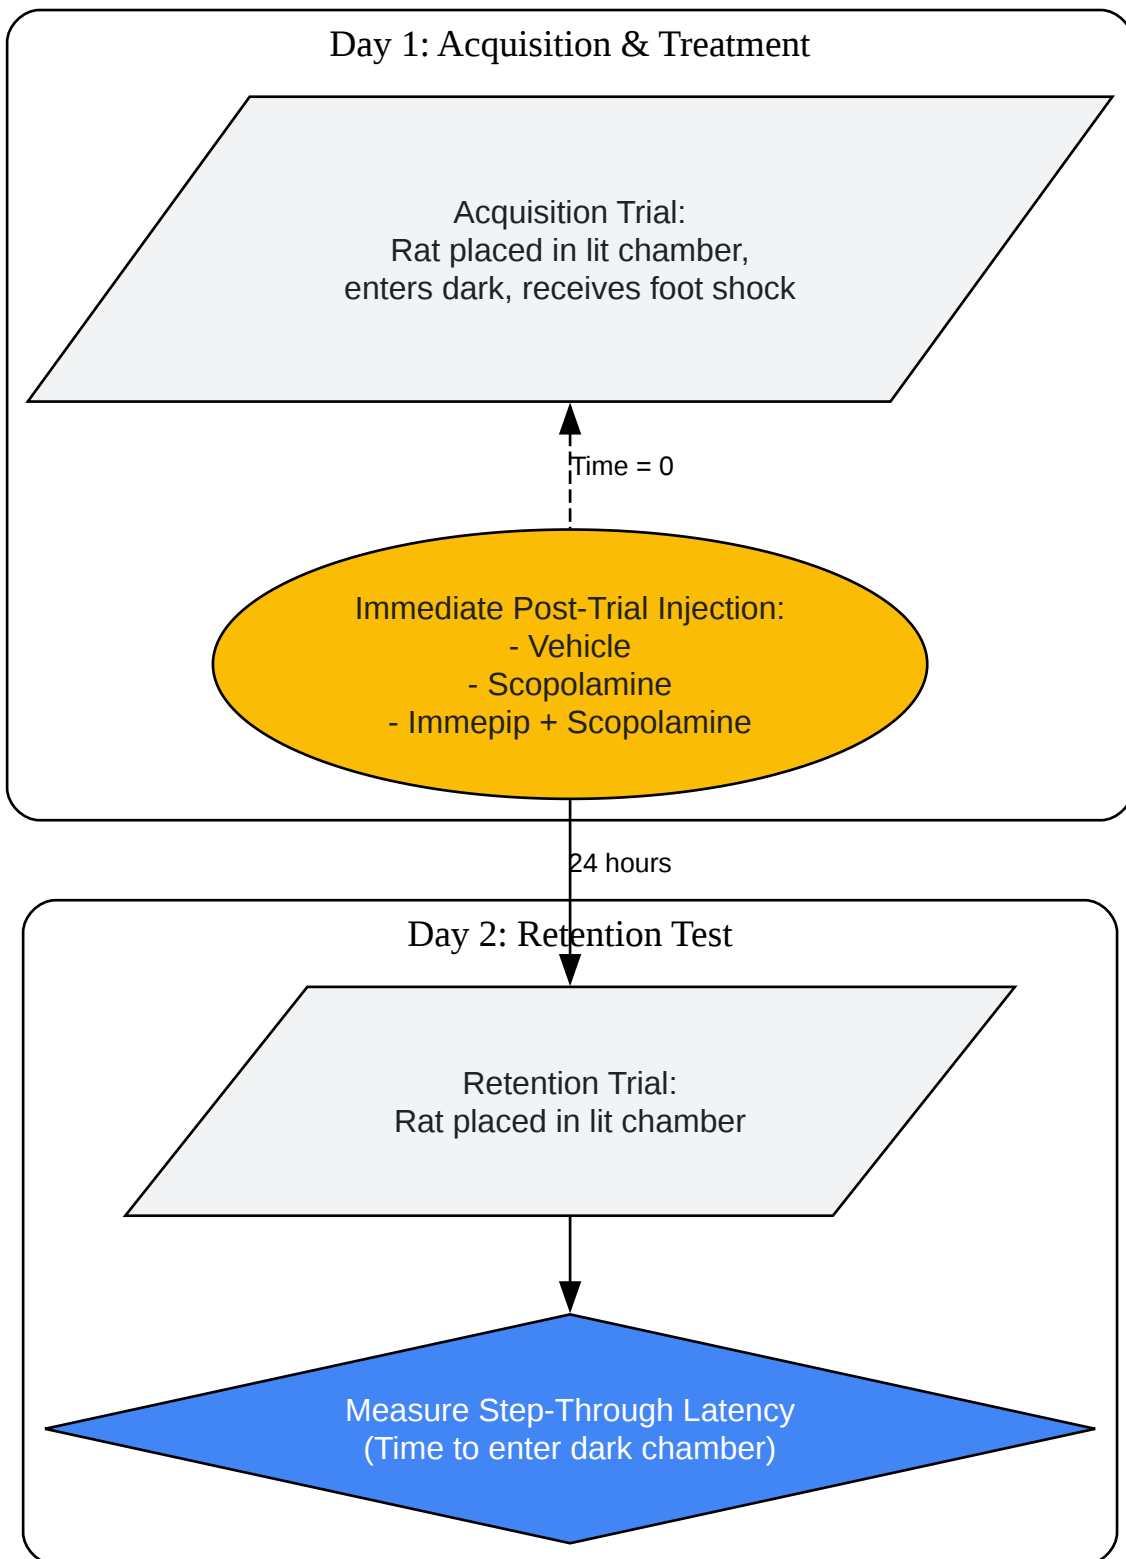 Day 1: Acquisition & Treatment
Acquisition Trial:
Rat placed in lit chamber,
enters dark, receives foot shock
Time = 0
Immediate Post-Trial Injection:
- Vehicle
- Scopolamine
- Immepip + Scopolamine
24 hours
Day 2: Retention Test
Retention Trial:
Rat placed in lit chamber
Measure Step-Through Latency
(Time to enter dark chamber)